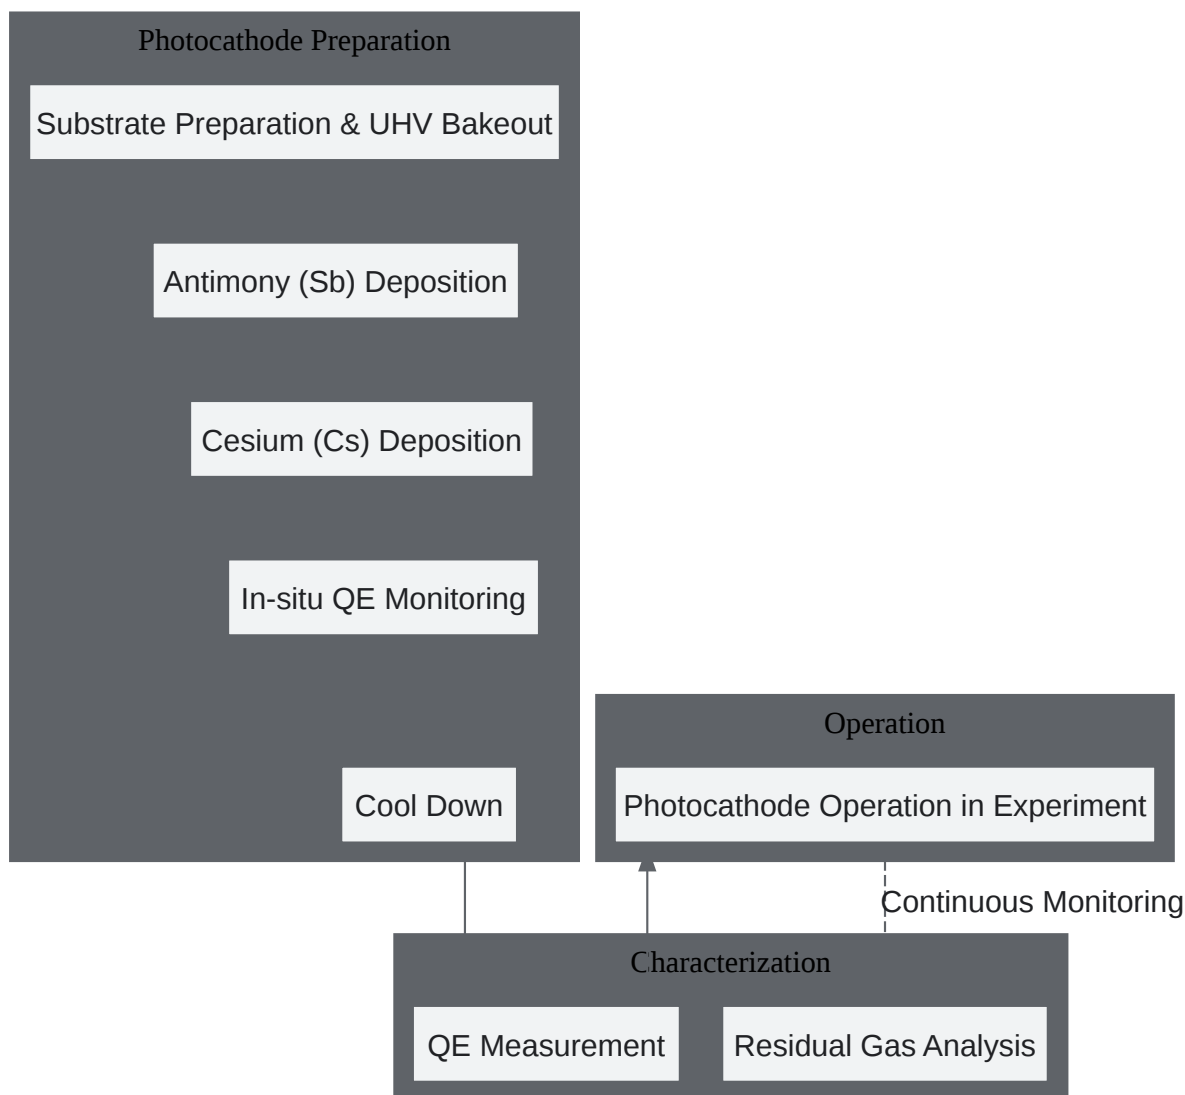 Photocathode Preparation
Substrate Preparation & UHV Bakeout
Antimony (Sb) Deposition
Cesium (Cs) Deposition
In-situ QE Monitoring
Cool Down
Operation
Photocathode Operation in Experiment
Continuous Monitoring
Characterization
QE Measurement
Residual Gas Analysis